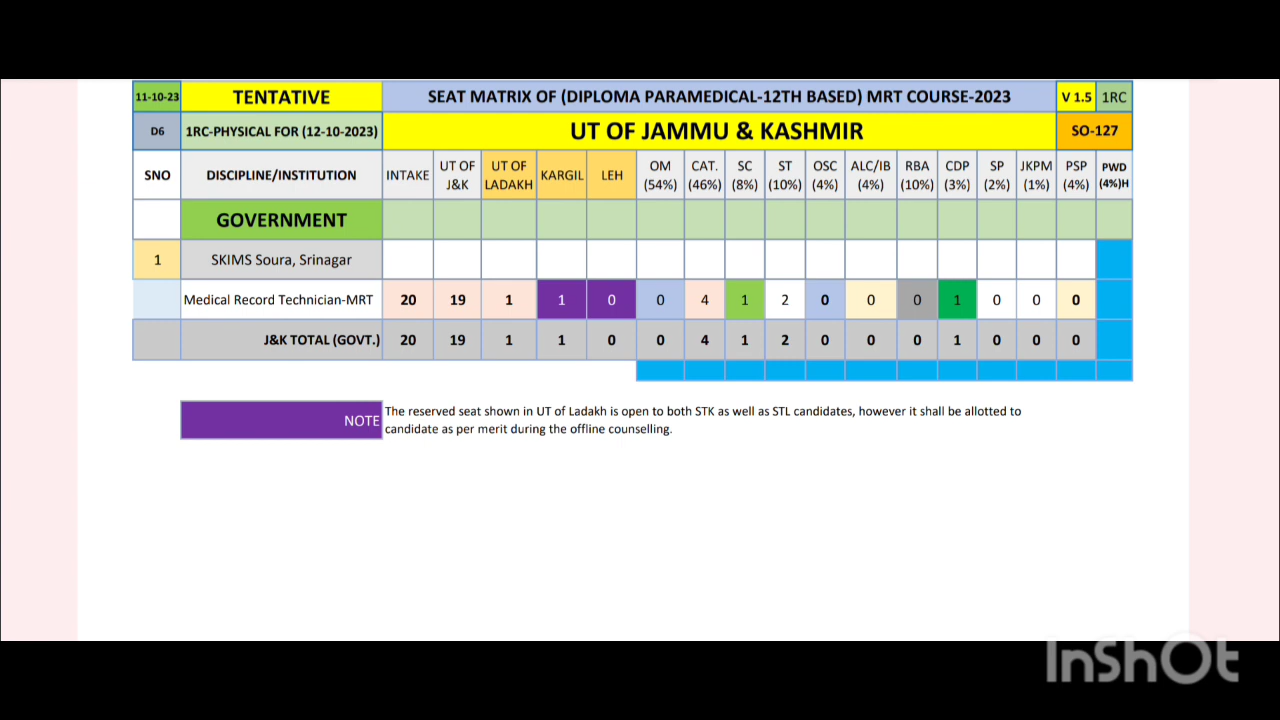 11-10-23 TENTATIVE SEAT MATRIX OF (DIPLOMA PARAMEDICAL-12TH BASED) MRT COURSE-2023 V 1.5 1RC
D6 1RC-PHYSICAL FOR (12-10-2023) UT OF JAMMU & KASHMIR SO-127
SNO DISCIPLINE/INSTITUTION INTAKE UT OF J&K UT OF LADAKH KARGIL LEH OM (54%) CAT. (46%) SC (8%) ST (10%) OSC (4%) ALC/IB (4%) RBA (10%) CDP (3%) SP (2%) JKPM (1%) PSP (4%) PWD (4%)H
GOVERNMENT
1 SKIMS Soura, Srinagar
Medical Record Technician-MRT 20 19 1 1 0 0 4 1 2 0 0 0 1 0 0 0
J&K TOTAL (GOVT.) 20 19 1 1 0 0 4 1 2 0 0 0 1 0 0 0
NOTE The reserved seat shown in UT of Ladakh is open to both STK as well as STL candidates, however it shall be allotted to
candidate as per merit during the offline counselling.
InShOt